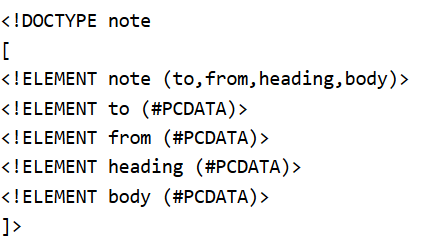 <!DOCTYPE note
[
<!ELEMENT note (to,from,heading,body)>
<!ELEMENT to (#PCDATA)>
<!ELEMENT from (#PCDATA)>
<!ELEMENT heading (#PCDATA)>
<!ELEMENT body (#PCDATA)>
]>